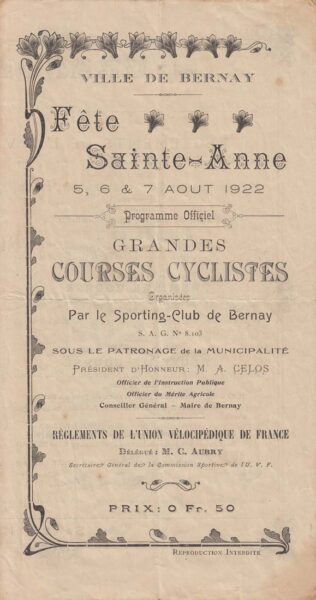 VILLE DE BERNAY
Fête
Sainte-Anne
5, 6 & 7 AOUT 1922
Programme Officiel
GRANDES
COURSES CYCLISTES
Organisées
Par le Sporting-Club de Bernay
S. A. G. Nº 8.103
SOUS LE PATRONAGE de la MUNICIPALITÉ
PRÉSIDENT D'HONNEUR: M. A. CELOS
Officier de l'Instruction Publique
Officier du Mérite Agricole
Conseiller Général - Maire de Bernay
RÈGLEMENTS DE L'UNION VÉLOCIPÉDIQUE DE FRANCE
DÉLÉGUÉ: M. C. AUBRY
Secrétaire Général de la Commission Sportive de l'U. V. F.
PRIX: 0 Fr. 50
REPRODUCTION INTERDITE